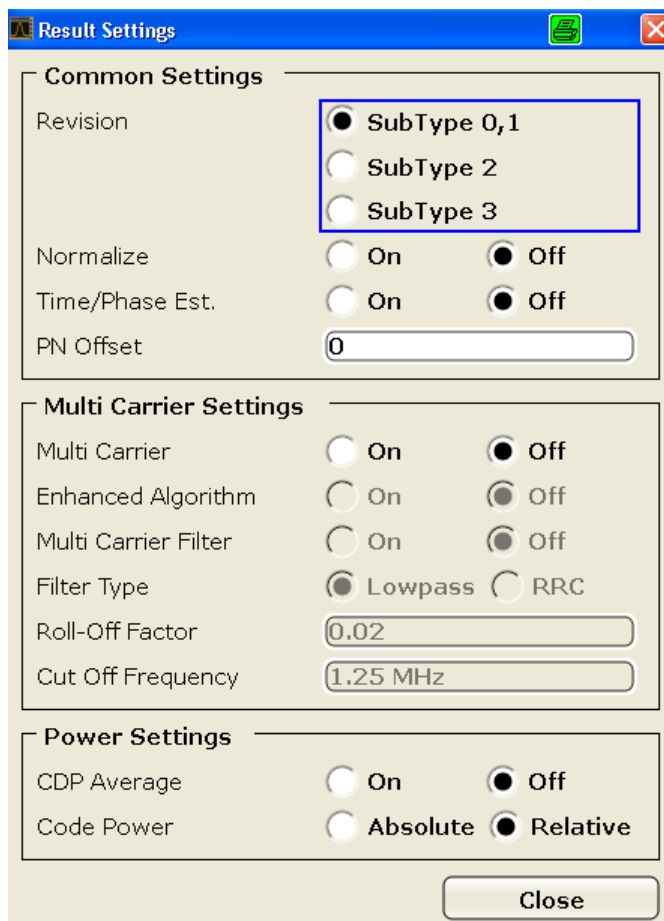 Result Settings
Common Settings
Revision
SubType 0,1
SubType 2
SubType 3
Normalize On Off
Time/Phase Est. On Off
PN Offset 0
Multi Carrier Settings
Multi Carrier On Off
Enhanced Algorithm On Off
Multi Carrier Filter On Off
Filter Type Lowpass RRC
Roll-Off Factor 0.02
Cut Off Frequency 1.25 MHz
Power Settings
CDP Average On Off
Code Power Absolute Relative
Close